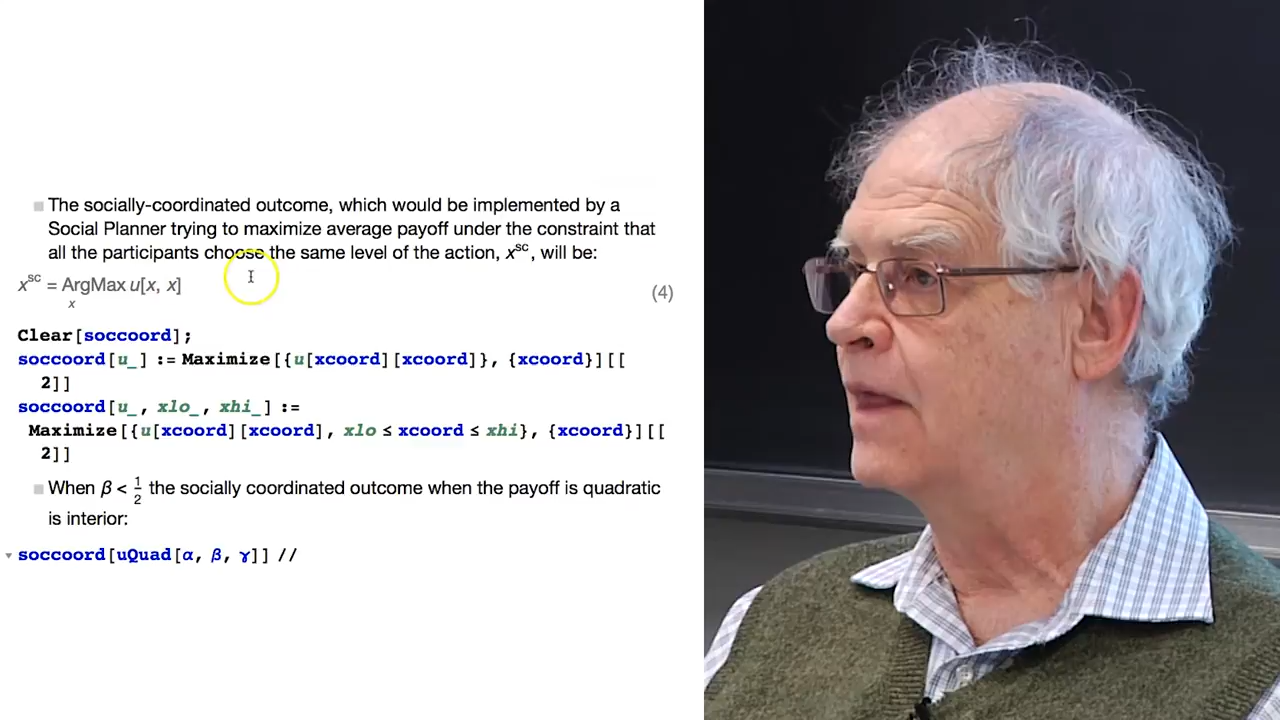 The socially-coordinated outcome, which would be implemented by a
Social Planner trying to maximize average payoff under the constraint that
all the participants choose the same level of the action, x^sc, will be:
x^sc = ArgMax u[x, x]
x
(4)
Clear[soccoord];
soccoord[u_] := Maximize[{u[xcoord][xcoord]}, {xcoord}][[
2]]
soccoord[u_, xlo_, xhi_] :=
Maximize[{u[xcoord][xcoord], xlo ≤ xcoord ≤ xhi}, {xcoord}][[
2]]
When β < 1/2 the socially coordinated outcome when the payoff is quadratic
is interior:
soccoord[uQuad[α, β, γ]] //